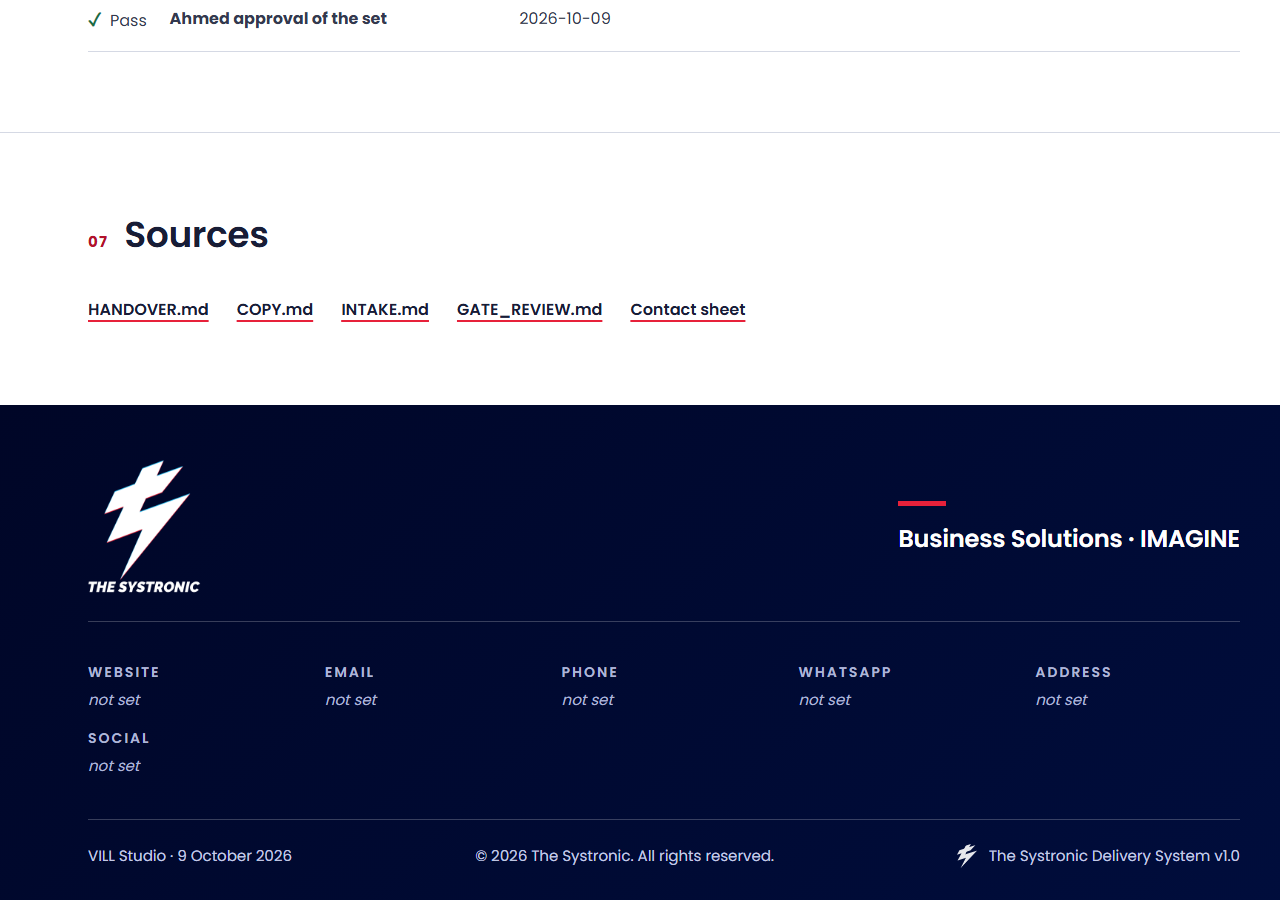 Pass Ahmed approval of the set 2026-10-09
07 Sources
HANDOVER.md COPY.md INTAKE.md GATE_REVIEW.md Contact sheet
THE SYSTRONIC
Business Solutions · IMAGINE
WEBSITE EMAIL PHONE WHATSAPP ADDRESS
not set not set not set not set not set
SOCIAL
not set
VILL Studio · 9 October 2026 © 2026 The Systronic. All rights reserved. The Systronic Delivery System v1.0